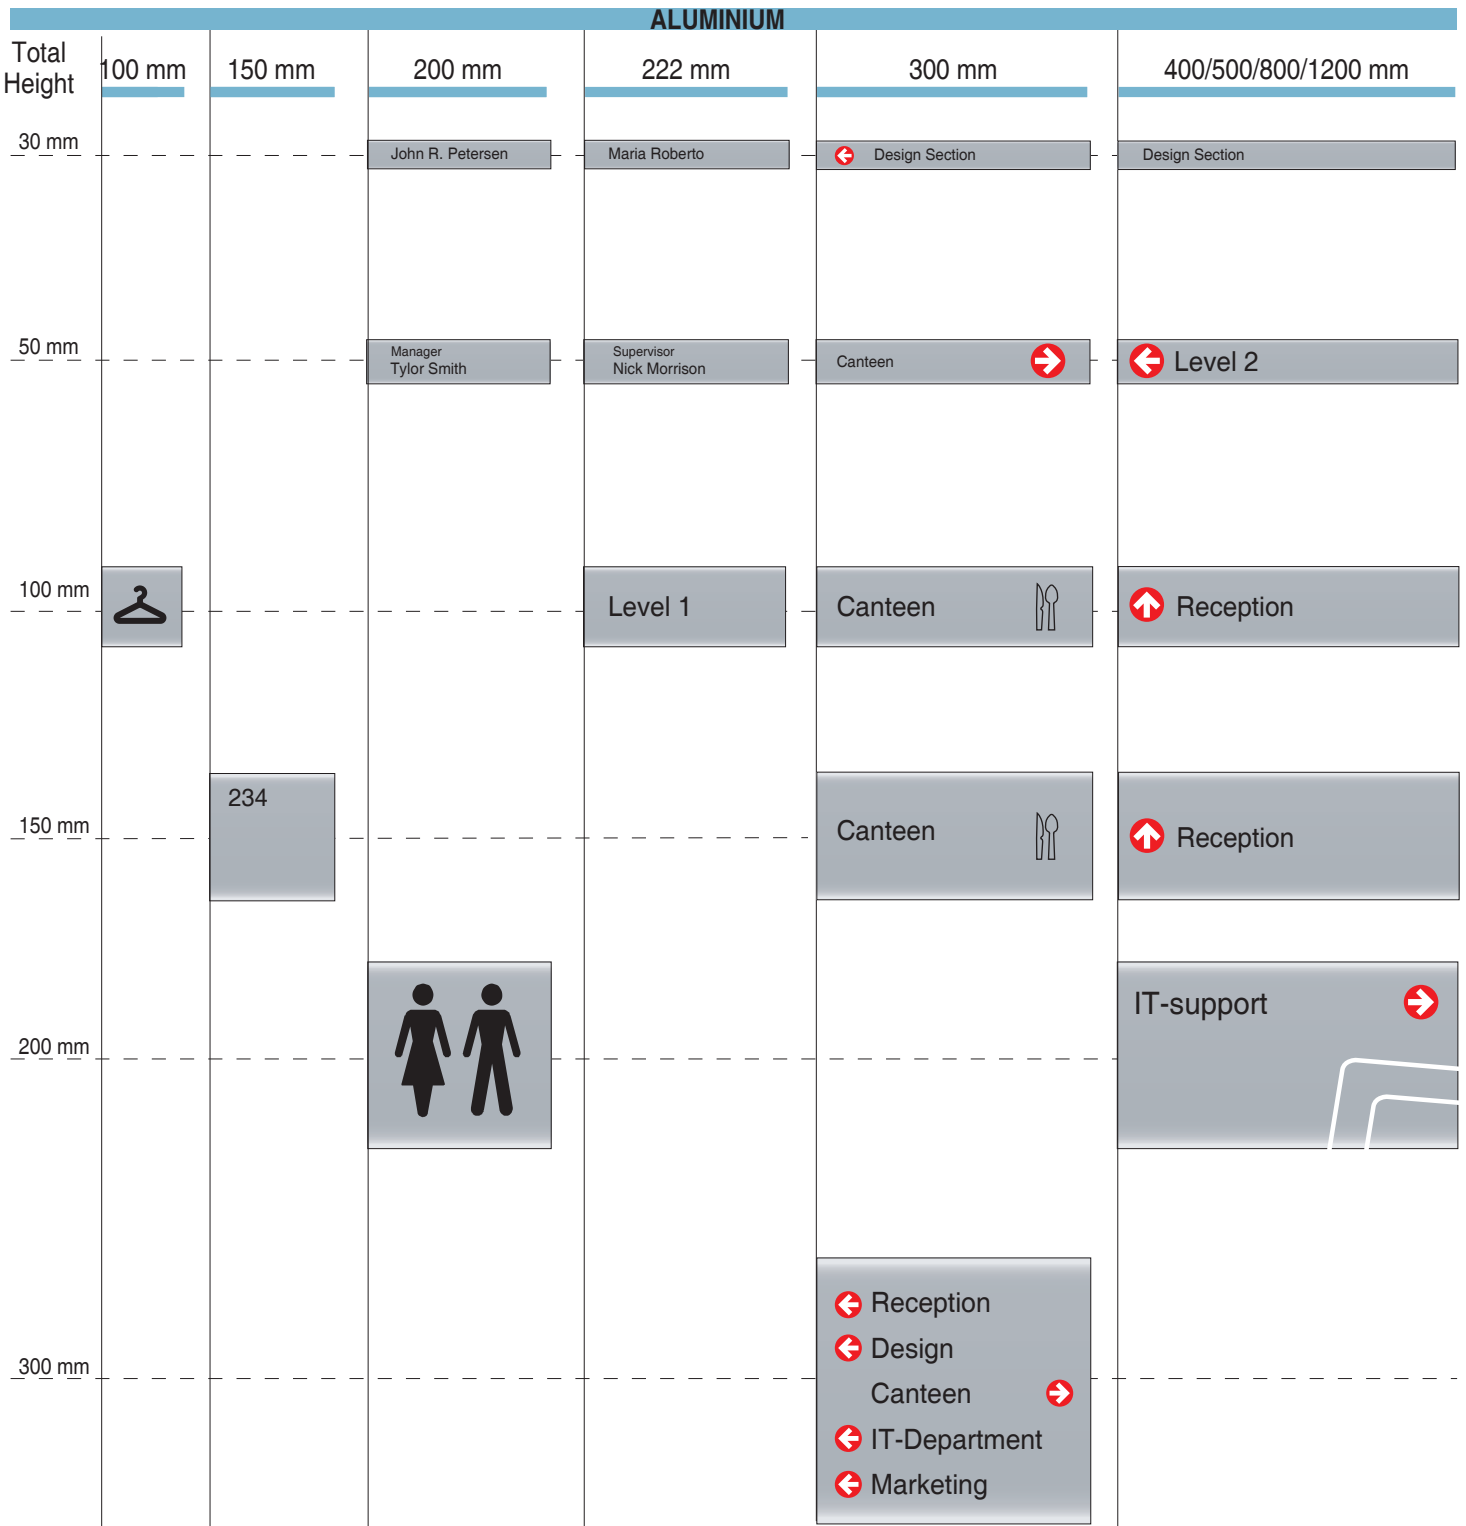 ALUMINIUM
Total
Height
100 mm
150 mm
200 mm
222 mm
300 mm
400/500/800/1200 mm
30 mm
John R. Petersen
Maria Roberto
Design Section
Design Section
50 mm
Manager
Tylor Smith
Supervisor
Nick Morrison
Canteen
Level 2
100 mm
Level 1
Canteen
Reception
234
150 mm
Canteen
Reception
200 mm
IT-support
300 mm
Reception
Design
Canteen
IT-Department
Marketing